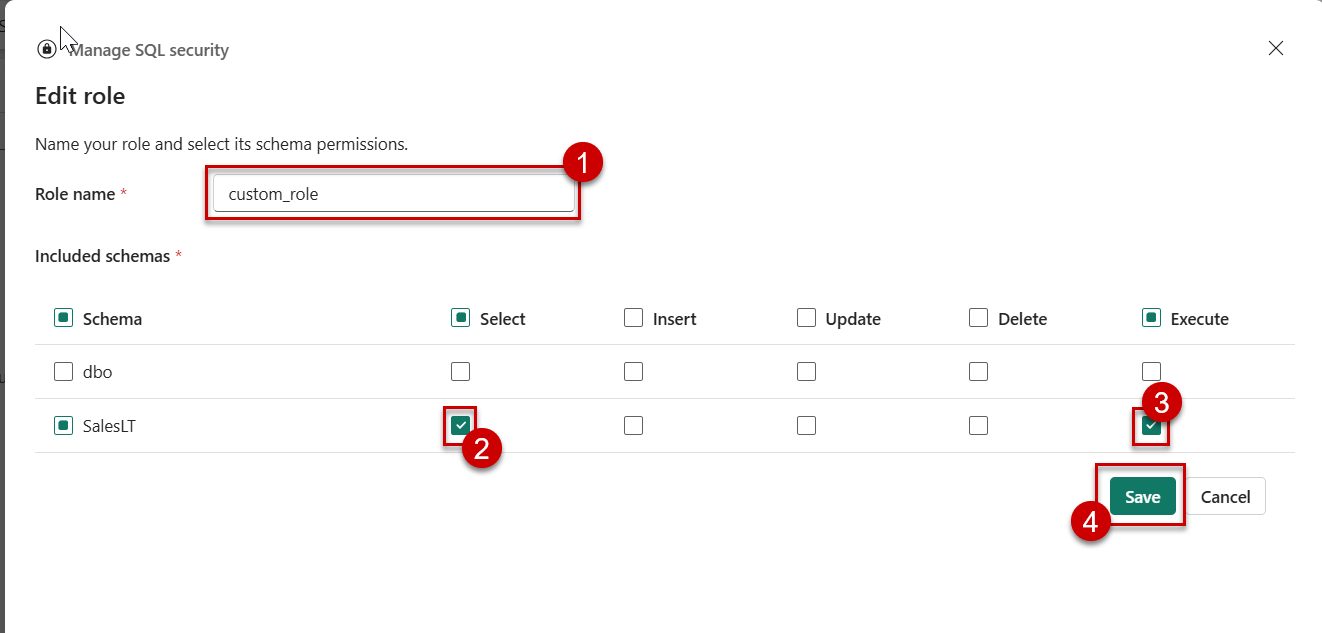 Manage SQL security
Edit role
Name your role and select its schema permissions.
1
Role name * custom_role
Included schemas *
Schema Select Insert Update Delete Execute
dbo
3
SalesLT
2
Save Cancel
4